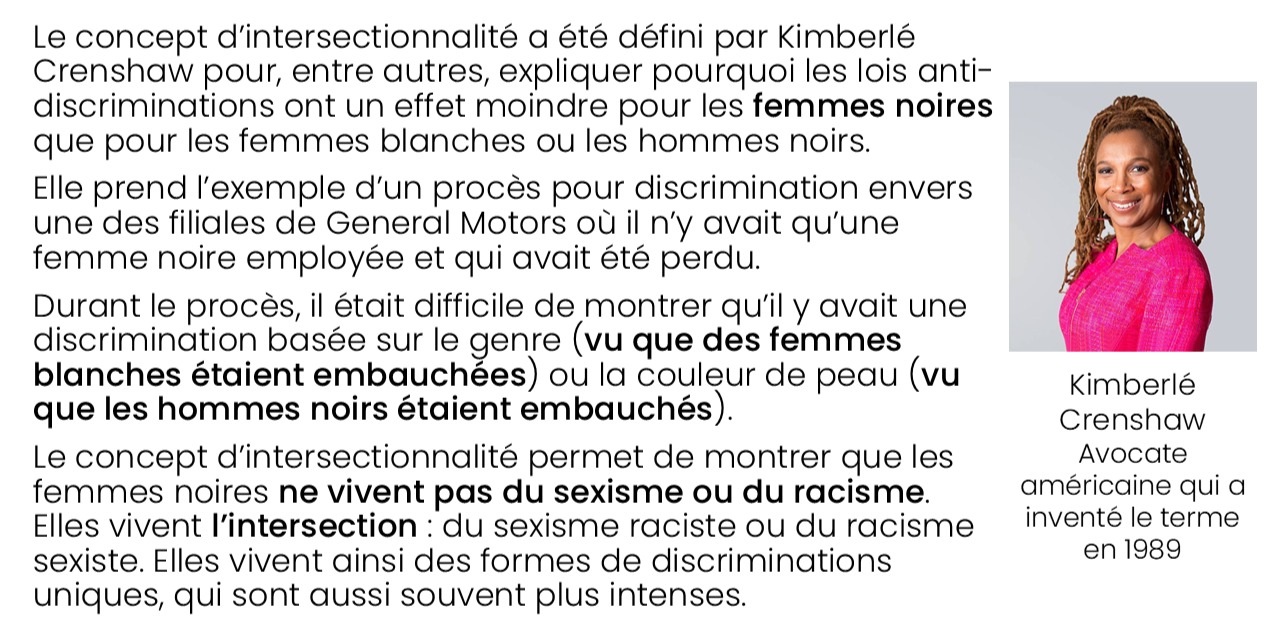 Le concept d’intersectionnalité a été défini par Kimberlé
Crenshaw pour, entre autres, expliquer pourquoi les lois anti-
discriminations ont un effet moindre pour les femmes noires
que pour les femmes blanches ou les hommes noirs.
Elle prend l’exemple d’un procès pour discrimination envers
une des filiales de General Motors où il n’y avait qu’une
femme noire employée et qui avait été perdu.
Durant le procès, il était difficile de montrer qu’il y avait une
discrimination basée sur le genre (vu que des femmes
blanches étaient embauchées) ou la couleur de peau (vu
que les hommes noirs étaient embauchés).
Le concept d’intersectionnalité permet de montrer que les
femmes noires ne vivent pas du sexisme ou du racisme.
Elles vivent l’intersection : du sexisme raciste ou du racisme
sexiste. Elles vivent ainsi des formes de discriminations
uniques, qui sont aussi souvent plus intenses.
Kimberlé
Crenshaw
Avocate
américaine qui a
inventé le terme
en 1989